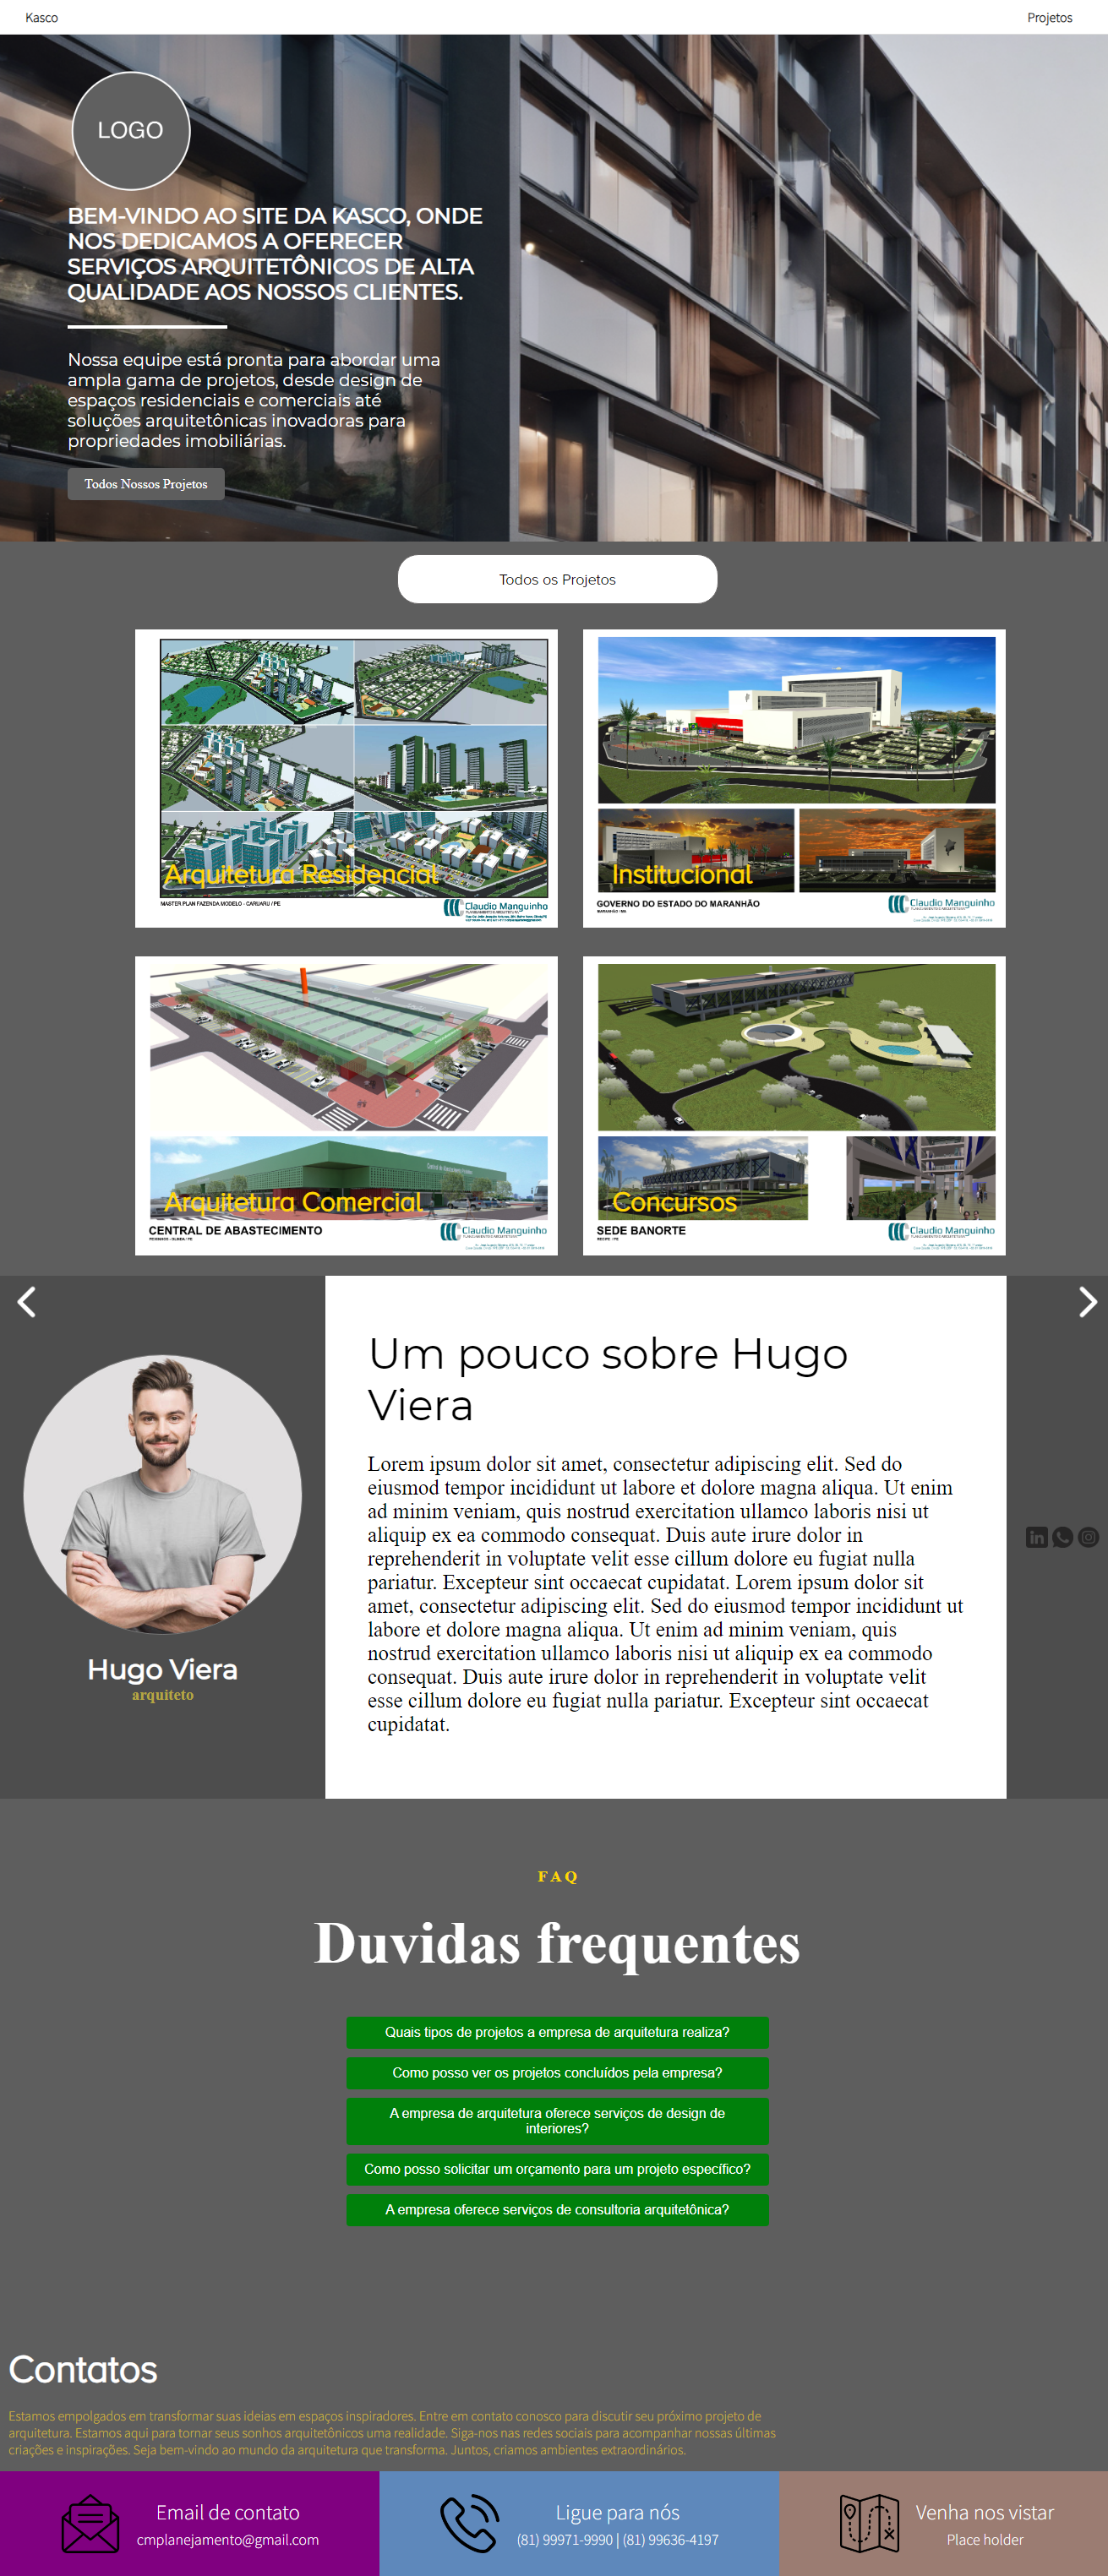 Kasco
Projetos
LOGO
BEM-VINDO AO SITE DA KASCO, ONDE
NOS DEDICAMOS A OFERECER
SERVIÇOS ARQUITETÔNICOS DE ALTA
QUALIDADE AOS NOSSOS CLIENTES.
Nossa equipe está pronta para abordar uma
ampla gama de projetos, desde design de
espaços residenciais e comerciais até
soluções arquitetônicas inovadoras para
propriedades imobiliárias.
Todos Nossos Projetos
Todos os Projetos
Arquitetura Residencial
MASTER PLAN FAZENDA MODELO - CARUARU / PE
Claudio Manguinho
Institucional
GOVERNO DO ESTADO DO MARANHÃO
MARANHÃO / MA
Claudio Manguinho
PLANEJAMENTO E ARQUITETURA
Arquitetura Comercial
CENTRAL DE ABASTECIMENTO
Claudio Manguinho
PLANEJAMENTO E ARQUITETURA
Concursos
SEDE BANORTE
RECIFE / PE
Claudio Manguinho
PLANEJAMENTO E ARQUITETURA
Um pouco sobre Hugo
Viera
Lorem ipsum dolor sit amet, consectetur adipiscing elit. Sed do
eiusmod tempor incididunt ut labore et dolore magna aliqua. Ut enim
ad minim veniam, quis nostrud exercitation ullamco laboris nisi ut
aliquip ex ea commodo consequat. Duis aute irure dolor in
reprehenderit in voluptate velit esse cillum dolore eu fugiat nulla
pariatur. Excepteur sint occaecat cupidatat. Lorem ipsum dolor sit
amet, consectetur adipiscing elit. Sed do eiusmod tempor incididunt ut
labore et dolore magna aliqua. Ut enim ad minim veniam, quis
nostrud exercitation ullamco laboris nisi ut aliquip ex ea commodo
consequat. Duis aute irure dolor in reprehenderit in voluptate velit
esse cillum dolore eu fugiat nulla pariatur. Excepteur sint occaecat
cupidatat.
Hugo Viera
arquiteto
FAQ
Duvidas frequentes
Quais tipos de projetos a empresa de arquitetura realiza?
Como posso ver os projetos concluídos pela empresa?
A empresa de arquitetura oferece serviços de design de
interiores?
Como posso solicitar um orçamento para um projeto específico?
A empresa oferece serviços de consultoria arquitetônica?
Contatos
Estamos empolgados em transformar suas ideias em espaços inspiradores. Entre em contato conosco para discutir seu próximo projeto de
arquitetura. Estamos aqui para tornar seus sonhos arquitetônicos uma realidade. Siga-nos nas redes sociais para acompanhar nossas últimas
criações e inspirações. Seja bem-vindo ao mundo da arquitetura que transforma. Juntos, criamos ambientes extraordinários.
Email de contato
cmplanejamento@gmail.com
Ligue para nós
(81) 99971-9990 | (81) 99636-4197
Venha nos vistar
Place holder